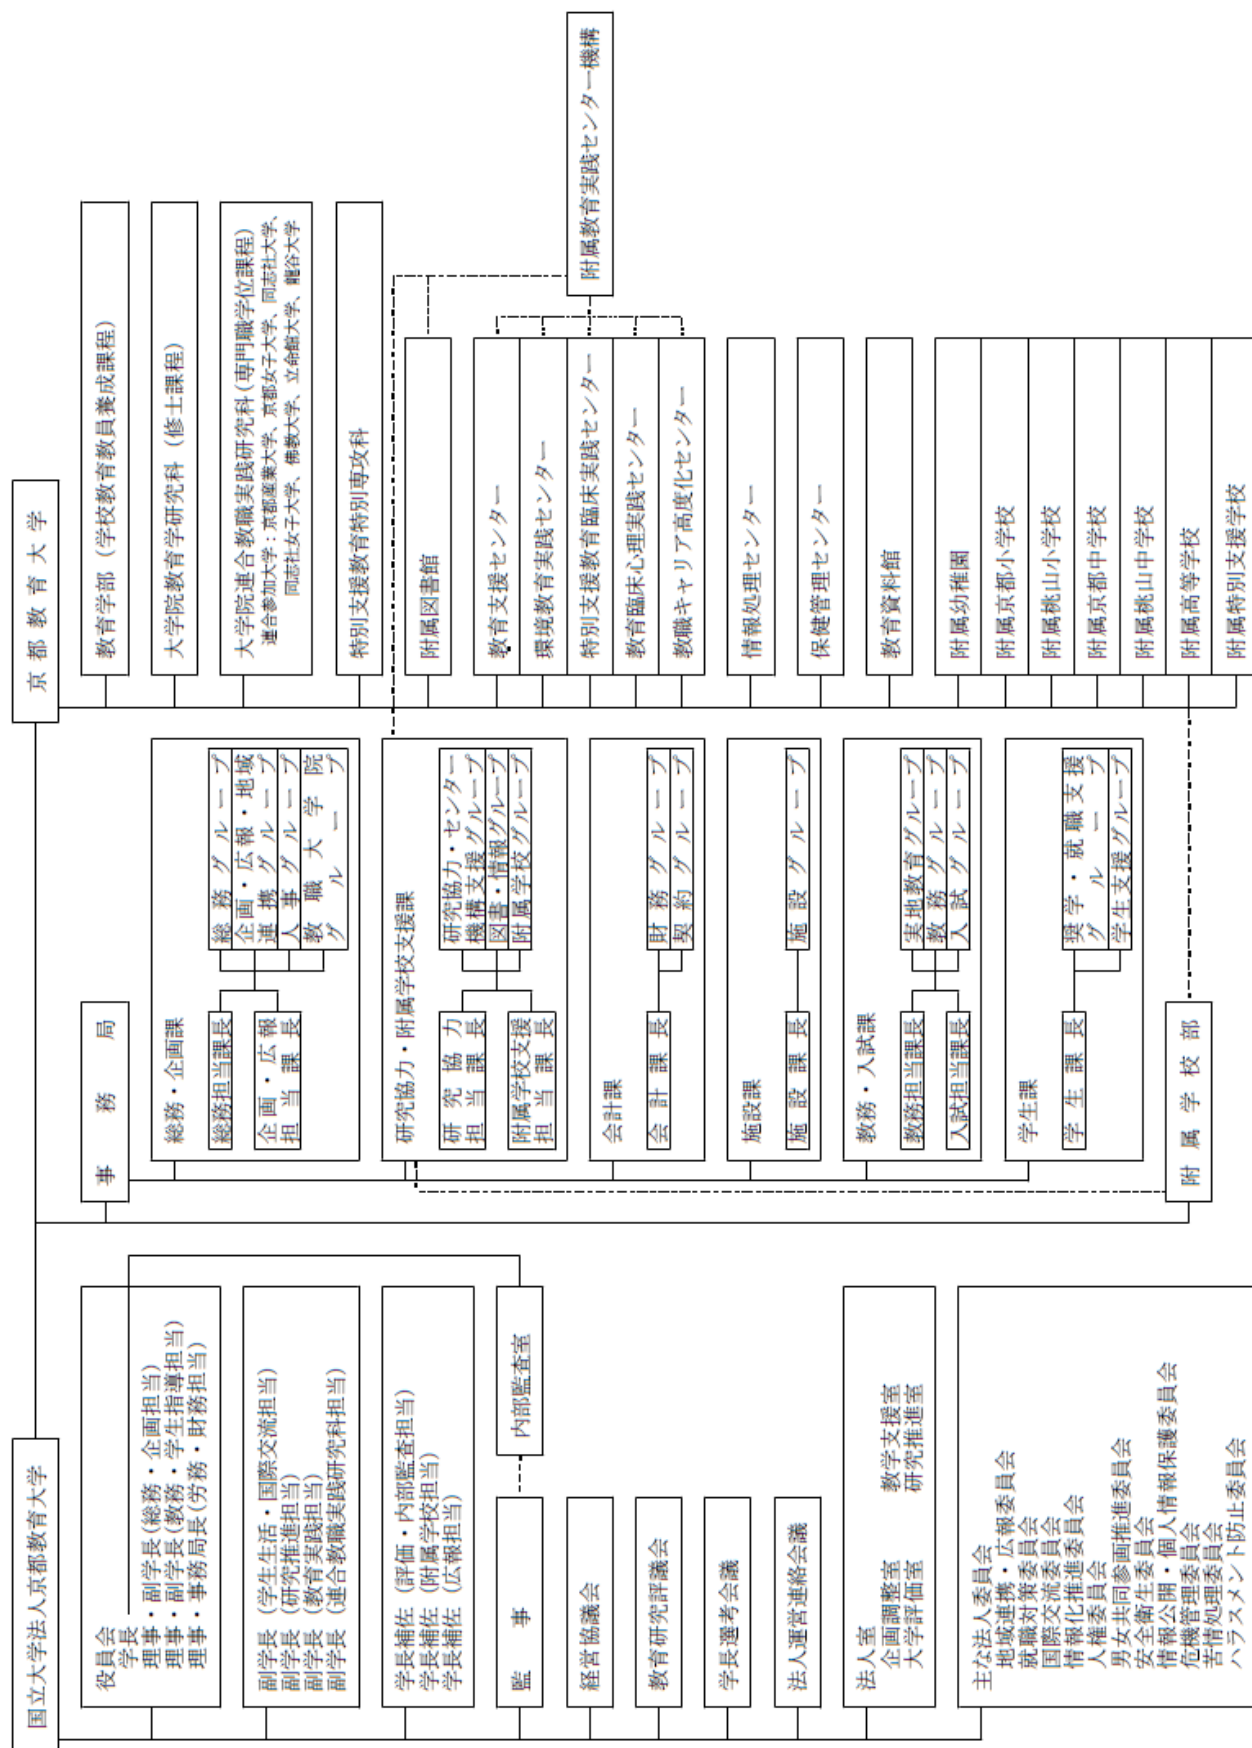 国立大学法人京都教育大学
役員会
学長
理事・副学長(総務・企画担当)
理事・副学長(教務・学生指導担当)
理事・事務局長(労務・財務担当)
副学長(学生生活・国際交流担当)
副学長(研究推進担当)
副学長(教育実践担当)
副学長(連合教職実践研究科担当)
学長補佐(評価・内部監査担当)
学長補佐(附属学校担当)
学長補佐(広報担当)
監事
内部監査室
経営協議会
教育研究評議会
学長選考会議
法人運営連絡会議
法人室
企画調整室 教学支援室
大学評価室 研究推進室
主な法人委員会
地域連携・広報委員会
就職対策委員会
国際交流委員会
情報化推進委員会
人権委員会
男女共同参画推進委員会
安全衛生委員会
情報公開・個人情報保護委員会
危機管理委員会
苦情処理委員会
ハラスメント防止委員会
事務局
総務・企画課
総務担当課長
企画・広報
担当課長
総務グループ
企画・広報・地域
連携グループ
人事グループ
教職大学院
グループ
研究協力・附属学校支援課
研究協力
担当課長
附属学校支援
担当課長
研究協力・センター
機構支援グループ
図書・情報グループ
附属学校グループ
会計課
会計課長
財務グループ
契約グループ
施設課
施設課長
施設グループ
教務・入試課
教務担当課長
入試担当課長
実地教育グループ
教務グループ
入試グループ
学生課
学生課長
奨学・就職支援
グループ
学生支援グループ
附属学校部
京都教育大学
教育学部(学校教育教員養成課程)
大学院教育学研究科(修士課程)
大学院連合教職実践研究科(専門職学位課程)
連合参加大学:京都産業大学、京都女子大学、同志社大学、
同志社女子大学、佛教大学、立命館大学、龍谷大学
特別支援教育特別専攻科
附属図書館
教育支援センター
環境教育実践センター
特別支援教育臨床実践センター
教育臨床心理実践センター
教職キャリア高度化センター
情報処理センター
保健管理センター
教育資料館
附属幼稚園
附属京都小学校
附属桃山小学校
附属京都中学校
附属桃山中学校
附属高等学校
附属特別支援学校
附属教育実践センター機構